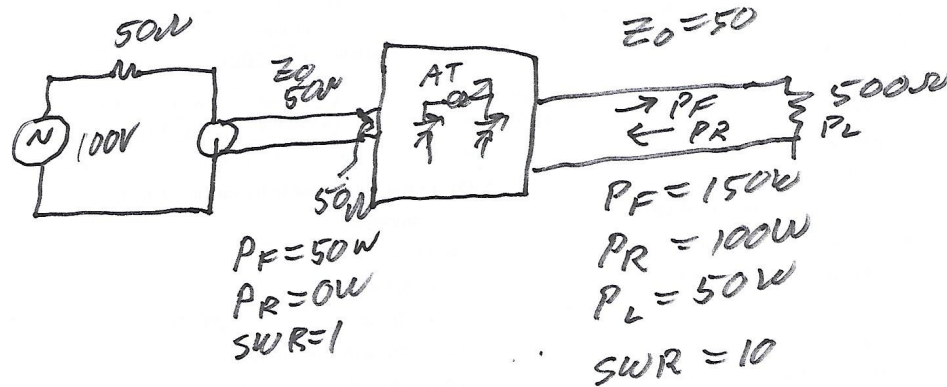 50Ω
100V
Z0
50Ω
50Ω
PF=50W
PR=0W
SWR=1
AT
Z0=50
→ PF
← PR
500Ω
PL
PF=150W
PR=100W
PL=50W
SWR=10